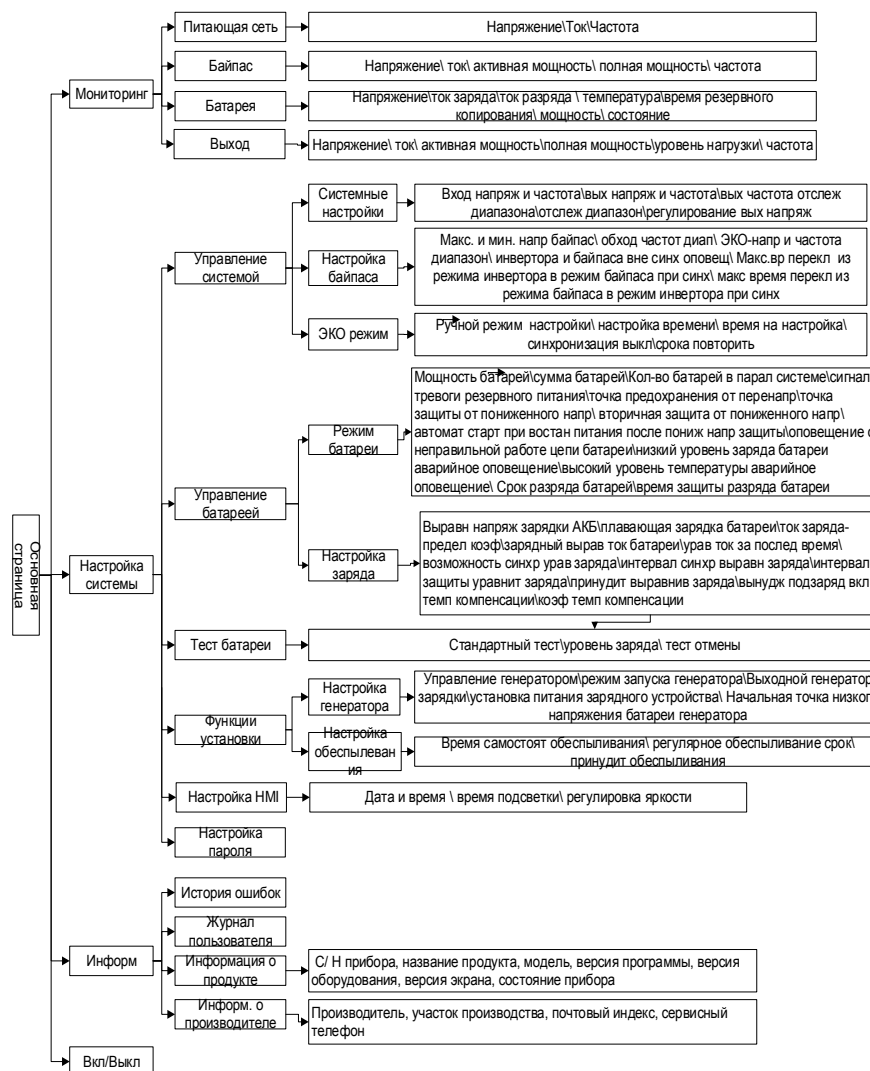 Основная
страница
Мониторинг
Питающая сеть
Напряжение\Ток\Частота
Байпас
Напряжение\ ток\ активная мощность\ полная мощность\ частота
Батарея
Напряжение\ток заряда\ток разряда \ температура\время резервного
копирования\ мощность\ состояние
Выход
Напряжение\ ток\ активная мощность\полная мощность\уровень нагрузки\ частота
Настройка
системы
Управление
системой
Системные
настройки
Вход напряж и частота\вых напряж и частота\вых частота отслеж
диапазона\отслеж диапазон\регулирование вых напряж
Настройка
байпаса
Макс. и мин. напр байпас\ обход частот диап\ ЭКО-напр и частота
диапазон\ инвертора и байпаса вне синх оповещ\ Макс.вр перекл из
режима инвертора в режим байпаса при синх\ макс время перекл из
режима байпаса в режим инвертора при синх
ЭКО режим
Ручной режим настройки\ настройка времени\ время на настройка\
синхронизация выкл\срока повторить
Управление
батареей
Режим
батареи
Мощность батарей\сумма батарей\Кол-во батарей в парал системе\сигнал
тревоги резервного питания\точка предохранения от перенапр\точка
защиты от пониженного напр\ вторичная защита от пониженного напр\
автомат старт при востан питания после пониж напр защиты\оповещение о
неправильной работе цепи батареи\низкий уровень заряда батареи
аварийное оповещение\высокий уровень температуры аварийное
оповещение\ Срок разряда батарей\время защиты разряда батареи
Настройка
заряда
Выравн напряж зарядки АКБ\плавающая зарядка батареи\ток заряда-
предел коэф\зарядный вырав ток батареи\урав ток за послед время\
возможность синхр урав заряда\интервал синхр выравн заряда\интервал
защиты уравнит заряда\принудит выравнив заряда\вынужд подзаряд вкл
темп компенсации\коэф темп компенсации
Тест батареи
Стандартный тест\уровень заряда\ тест отмены
Функции
установки
Настройка
генератора
Управление генератором\режим запуска генератора\Выходной генератор
зарядки\установка питания зарядного устройства\ Начальная точка низког
напряжения батареи генератора
Настройка
обеспылеван
ия
Время самостоят обеспыливания\ регулярное обеспыливание срок\
принудит обеспыливания
Настройка HMI
Дата и время \ время подсветки\ регулировка яркости
Настройка
пароля
Информ
История ошибок
Журнал
пользователя
Информация о
продукте
С/ Н прибора, название продукта, модель, версия программы, версия
оборудования, версия экрана, состояние прибора
Информ. о
производителе
Производитель, участок производства, почтовый индекс, сервисный
телефон
Вкл/Выкл